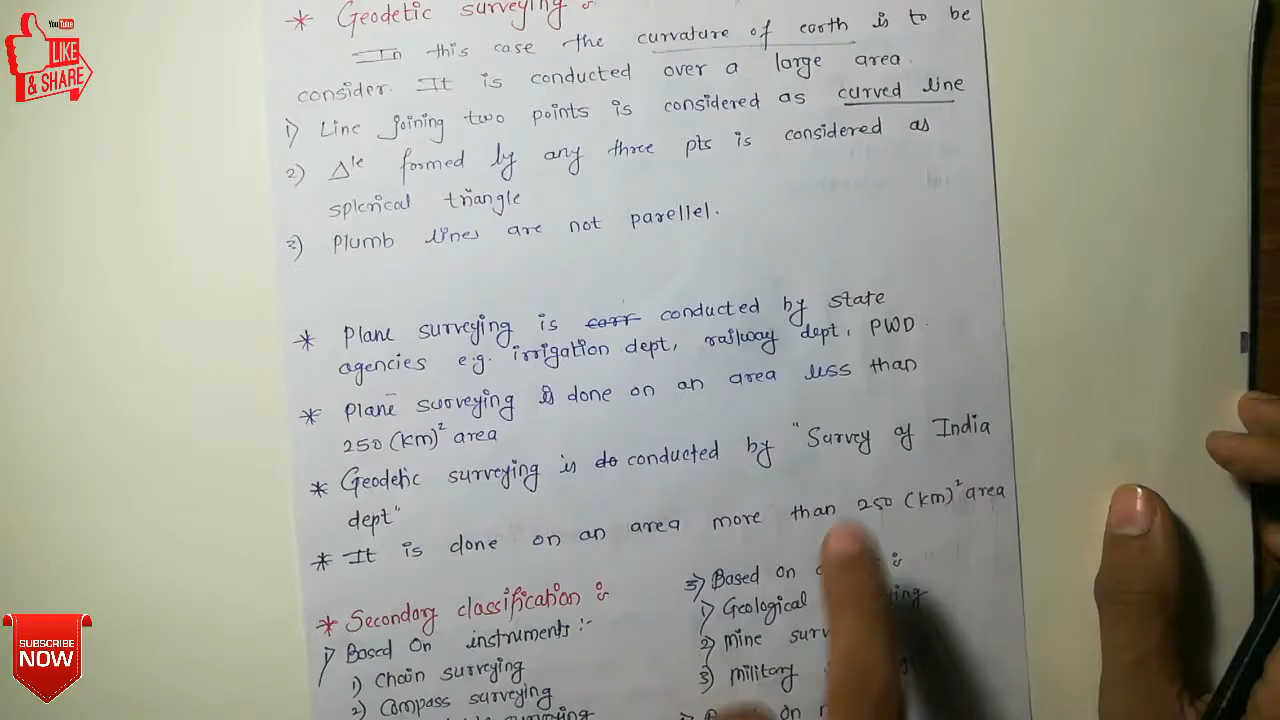 YouTube
LIKE
& SHARE
* Geodetic surveying :
In this case the curvature of earth is to be
consider. It is conducted over a large area.
1) Line joining two points is considered as curved line
2) Δle formed by any three pts is considered as
spherical triangle
3) Plumb lines are not parellel.
* Plane surveying is conducted by state
agencies e.g. irrigation dept, railway dept, PWD.
* Plane surveying is done on an area less than
250 (km)² area
* Geodetic surveying is conducted by "Survey of India
dept"
* It is done on an area more than 250 (km)² area
* Secondary classification :
1) Based on instruments :-
1) Chain surveying
2) Compass surveying
3) Based on
1) Geological
2) mine
3) military
SUBSCRIBE
NOW